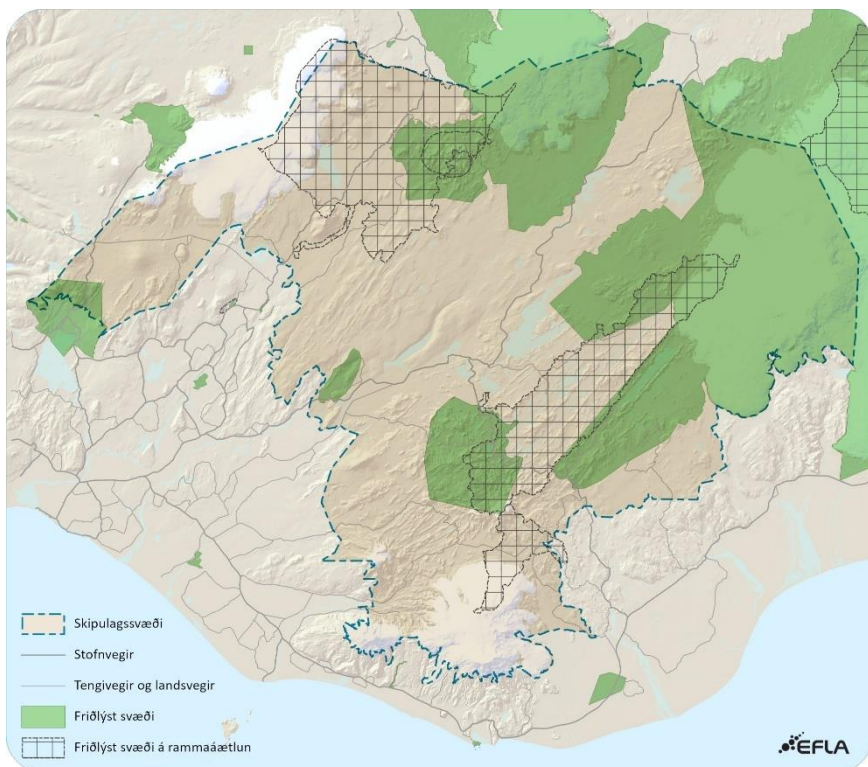 Skipulagssvæði
Stofnvegir
Tengivegir og landsvegir
Friðlýst svæði
Friðlýst svæði á rammaáætlun
EFLA